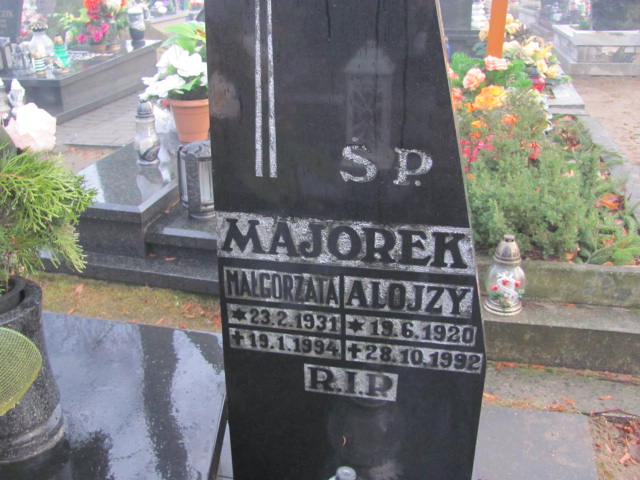 Ś.P.
MAJOREK
MAŁGORZATA ALOJZY
*23.2.1931 *19.6.1920
+19.1.1994 +28.10.1992
R.I.P